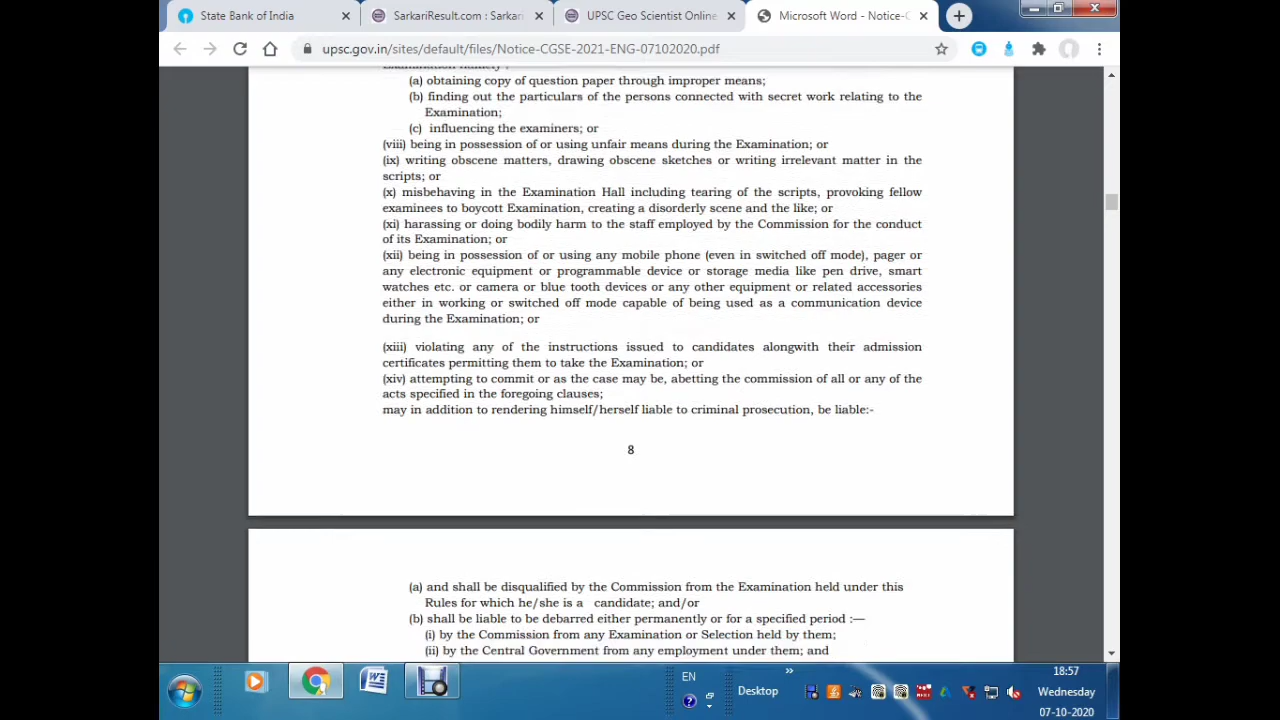 State Bank of India
SarkariResult.com : Sarkari
UPSC Geo Scientist Online
Microsoft Word - Notice-C
upsc.gov.in/sites/default/files/Notice-CGSE-2021-ENG-07102020.pdf
Examination namely :
(a) obtaining copy of question paper through improper means;
(b) finding out the particulars of the persons connected with secret work relating to the
Examination;
(c) influencing the examiners; or
(viii) being in possession of or using unfair means during the Examination; or
(ix) writing obscene matters, drawing obscene sketches or writing irrelevant matter in the
scripts; or
(x) misbehaving in the Examination Hall including tearing of the scripts, provoking fellow
examinees to boycott Examination, creating a disorderly scene and the like; or
(xi) harassing or doing bodily harm to the staff employed by the Commission for the conduct
of its Examination; or
(xii) being in possession of or using any mobile phone (even in switched off mode), pager or
any electronic equipment or programmable device or storage media like pen drive, smart
watches etc. or camera or blue tooth devices or any other equipment or related accessories
either in working or switched off mode capable of being used as a communication device
during the Examination; or
(xiii) violating any of the instructions issued to candidates alongwith their admission
certificates permitting them to take the Examination; or
(xiv) attempting to commit or as the case may be, abetting the commission of all or any of the
acts specified in the foregoing clauses;
may in addition to rendering himself/herself liable to criminal prosecution, be liable:-
8
(a) and shall be disqualified by the Commission from the Examination held under this
Rules for which he/she is a candidate; and/or
(b) shall be liable to be debarred either permanently or for a specified period :—
(i) by the Commission from any Examination or Selection held by them;
(ii) by the Central Government from any employment under them; and
EN
Desktop
»
18:57
Wednesday
07-10-2020